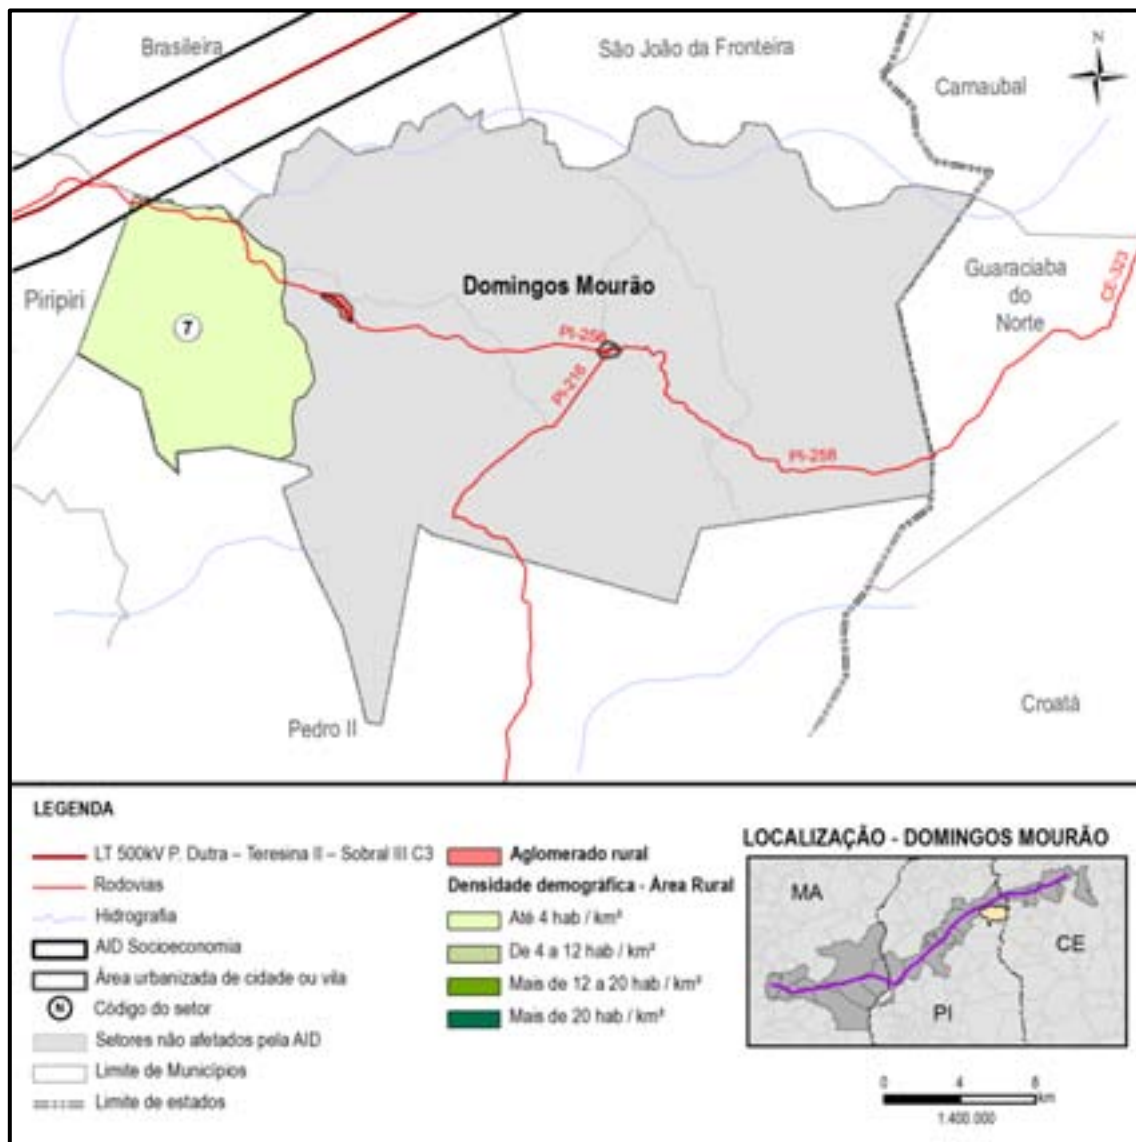 Brasileira
São João da Fronteira
N
Carnaubal
Piripiri
7
Domingos Mourão
Guaraciaba
do
Norte
CE-323
PI-258
PI-216
PI-258
Pedro II
Croatá
LEGENDA
LT 500kV P. Dutra – Teresina II – Sobral III C3
Rodovias
Hidrografia
AID Socioeconomia
Área urbanizada de cidade ou vila
N Código do setor
Setores não afetados pela AID
Limite de Municípios
Limite de estados
Aglomerado rural
Densidade demográfica - Área Rural
Até 4 hab / km²
De 4 a 12 hab / km²
Mais de 12 a 20 hab / km²
Mais de 20 hab / km²
LOCALIZAÇÃO - DOMINGOS MOURÃO
MA
CE
PI
0 4 8
km
1:400.000